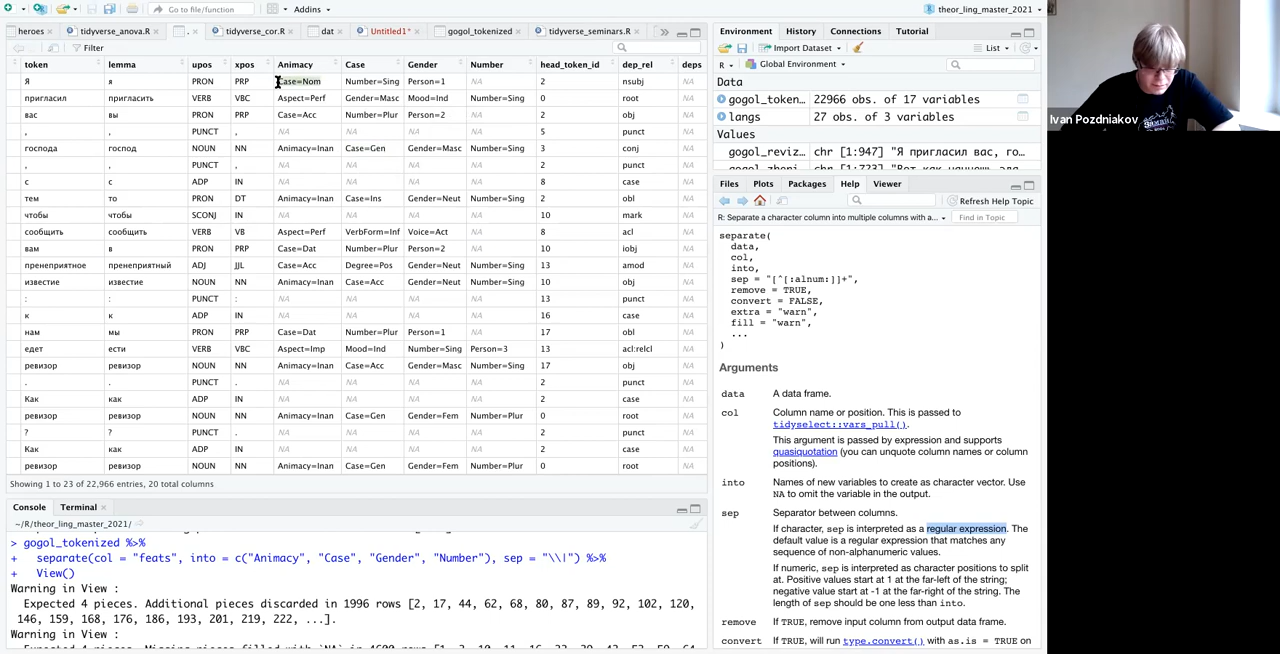 Go to file/function
Addins
theor_ling_master_2021
heroes
tidyverse_anova.R
.
tidyverse_cor.R
dat
Untitled1*
gogol_tokenized
tidyverse_seminars.R
Filter
token lemma upos xpos Animacy Case Gender Number head_token_id dep_rel deps
Я я PRON PRP Case=Nom Number=Sing Person=1 NA 2 nsubj NA
пригласил пригласить VERB VBC Aspect=Perf Gender=Masc Mood=Ind Number=Sing 0 root NA
вас вы PRON PRP Case=Acc Number=Plur Person=2 NA 2 obj NA
, , PUNCT , NA NA NA NA 5 punct NA
господа господ NOUN NN Animacy=Inan Case=Gen Gender=Masc Number=Sing 3 conj NA
, , PUNCT , NA NA NA NA 2 punct NA
с с ADP IN NA NA NA NA 8 case NA
тем то PRON DT Animacy=Inan Case=Ins Gender=Neut Number=Sing 2 obl NA
чтобы чтобы SCONJ IN NA NA NA NA 10 mark NA
сообщить сообщить VERB VB Aspect=Perf VerbForm=Inf Voice=Act NA 8 acl NA
вам в PRON PRP Case=Dat Number=Plur Person=2 NA 10 iobj NA
пренеприятное пренеприятный ADJ JJL Case=Acc Degree=Pos Gender=Neut Number=Sing 13 amod NA
известие известие NOUN NN Animacy=Inan Case=Acc Gender=Neut Number=Sing 10 obj NA
: : PUNCT : NA NA NA NA 13 punct NA
к к ADP IN NA NA NA NA 16 case NA
нам мы PRON PRP Case=Dat Number=Plur Person=1 NA 17 obl NA
едет ести VERB VBC Aspect=Imp Mood=Ind Number=Sing Person=3 13 acl:relcl NA
ревизор ревизор NOUN NN Animacy=Inan Case=Acc Gender=Masc Number=Sing 17 obj NA
. . PUNCT . NA NA NA NA 2 punct NA
Как как ADP IN NA NA NA NA 2 case NA
ревизор ревизор NOUN NN Animacy=Inan Case=Gen Gender=Fem Number=Plur 0 root NA
? ? PUNCT . NA NA NA NA 2 punct NA
Как как ADP IN NA NA NA NA 2 case NA
ревизор ревизор NOUN NN Animacy=Inan Case=Gen Gender=Fem Number=Plur 0 root NA
Showing 1 to 23 of 22,966 entries, 20 total columns
Console Terminal
~/R/theor_ling_master_2021/
> gogol_tokenized %>%
+ separate(col = "feats", into = c("Animacy", "Case", "Gender", "Number"), sep = "\\|") %>%
+ View()
Warning in View :
Expected 4 pieces. Additional pieces discarded in 1996 rows [2, 17, 44, 62, 68, 80, 87, 89, 92, 102, 120,
146, 159, 168, 176, 186, 193, 201, 219, 222, ...].
Warning in View :
Environment History Connections Tutorial
Import Dataset
List
R
Global Environment
Data
gogol_token... 22966 obs. of 17 variables
langs 27 obs. of 3 variables
Values
gogol_reviz... chr [1:947] "Я пригласил вас, го...
Files Plots Packages Help Viewer
Refresh Help Topic
R: Separate a character column into multiple columns with a...
Find in Topic
separate(
data,
col,
into,
sep = "[^[:alnum:]]+",
remove = TRUE,
convert = FALSE,
extra = "warn",
fill = "warn",
...
)
Arguments
data A data frame.
col Column name or position. This is passed to
tidyselect::vars_pull().
This argument is passed by expression and supports
quasiquotation (you can unquote column names or column
positions).
into Names of new variables to create as character vector. Use
NA to omit the variable in the output.
sep Separator between columns.
If character, sep is interpreted as a regular expression. The
default value is a regular expression that matches any
sequence of non-alphanumeric values.
If numeric, sep is interpreted as character positions to split
at. Positive values start at 1 at the far-left of the string;
negative value start at -1 at the far-right of the string. The
length of sep should be one less than into.
remove If TRUE, remove input column from output data frame.
convert If TRUE, will run type.convert() with as.is = TRUE on
Ivan Pozdniakov